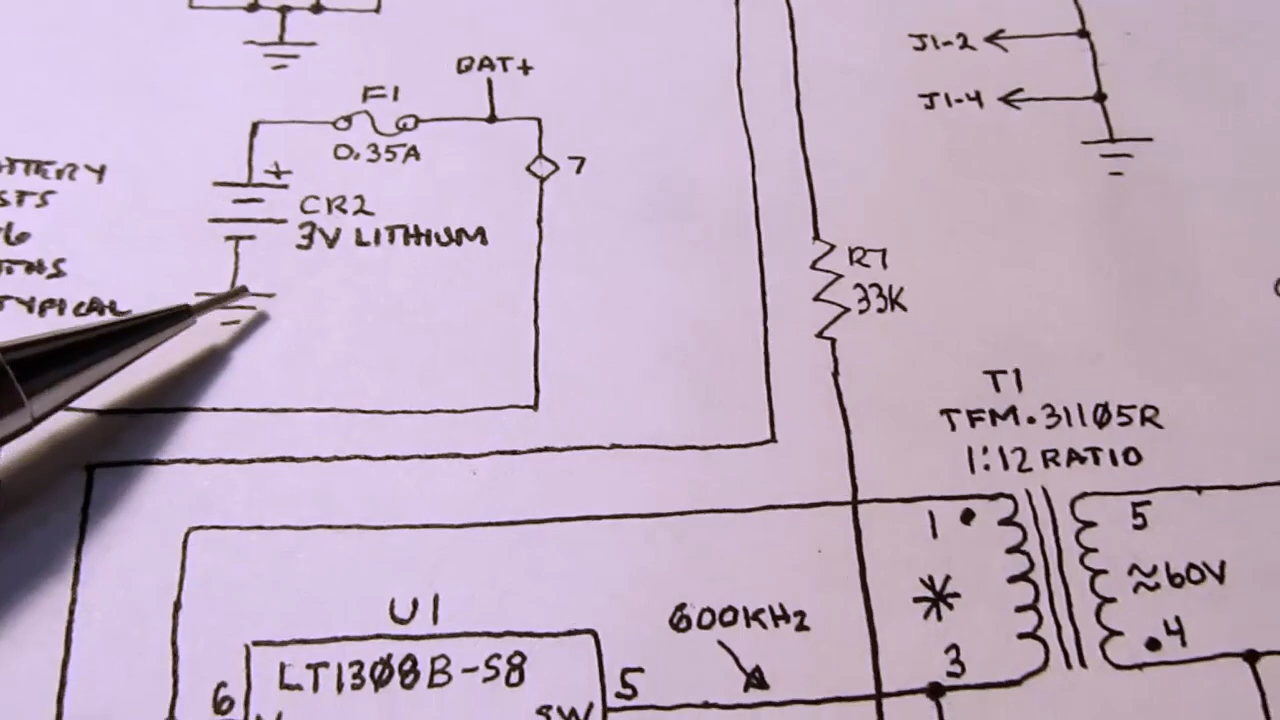 BAT+
F1
0.35A
7
+
CR2
3V LITHIUM
TYPICAL
J1-2
J1-4
R7
33K
T1
TFM.31105R
1:12 RATIO
1
5
≈60V
*
3
4
600KHz
U1
LT1308B-S8
6
5
SW